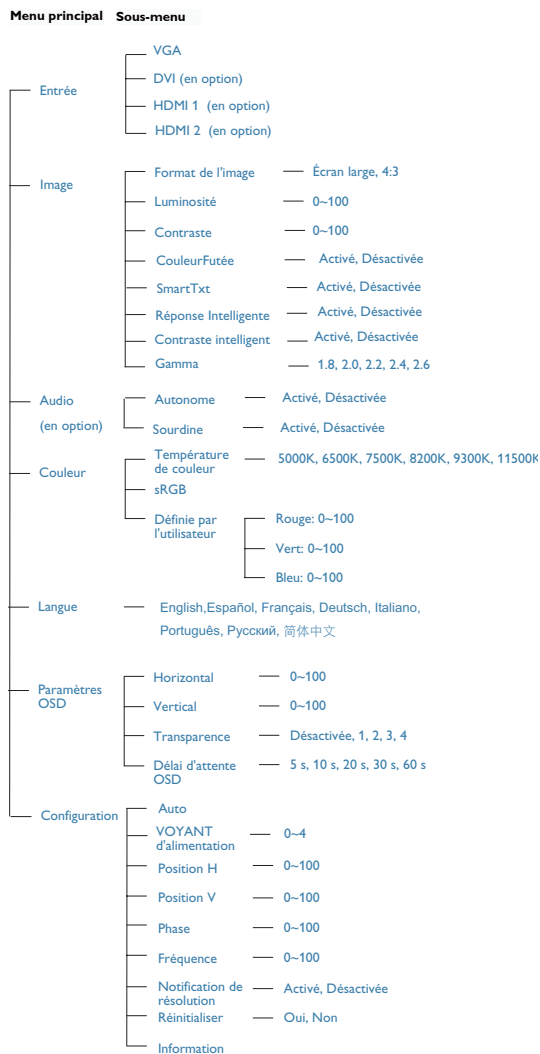 Menu principal Sous-menu
Entrée
VGA
DVI (en option)
HDMI 1 (en option)
HDMI 2 (en option)
Image
Format de l'image
Écran large, 4:3
Luminosité
0~100
Contraste
0~100
CouleurFutée
Activé, Désactivée
SmartTxt
Activé, Désactivée
Réponse Intelligente
Activé, Désactivée
Contraste intelligent
Activé, Désactivée
Gamma
1.8, 2.0, 2.2, 2.4, 2.6
Audio
(en option)
Autonome
Activé, Désactivée
Sourdine
Activé, Désactivée
Couleur
Température
de couleur
5000K, 6500K, 7500K, 8200K, 9300K, 11500K
sRGB
Définie par
l'utilisateur
Rouge: 0~100
Vert: 0~100
Bleu: 0~100
Langue
English,Español, Français, Deutsch, Italiano,
Português, Русский, 简体中文
Paramètres
OSD
Horizontal
0~100
Vertical
0~100
Transparence
Désactivée, 1, 2, 3, 4
Délai d'attente
OSD
5 s, 10 s, 20 s, 30 s, 60 s
Configuration
Auto
VOYANT
d'alimentation
0~4
Position H
0~100
Position V
0~100
Phase
0~100
Fréquence
0~100
Notification de
résolution
Activé, Désactivée
Réinitialiser
Oui, Non
Information